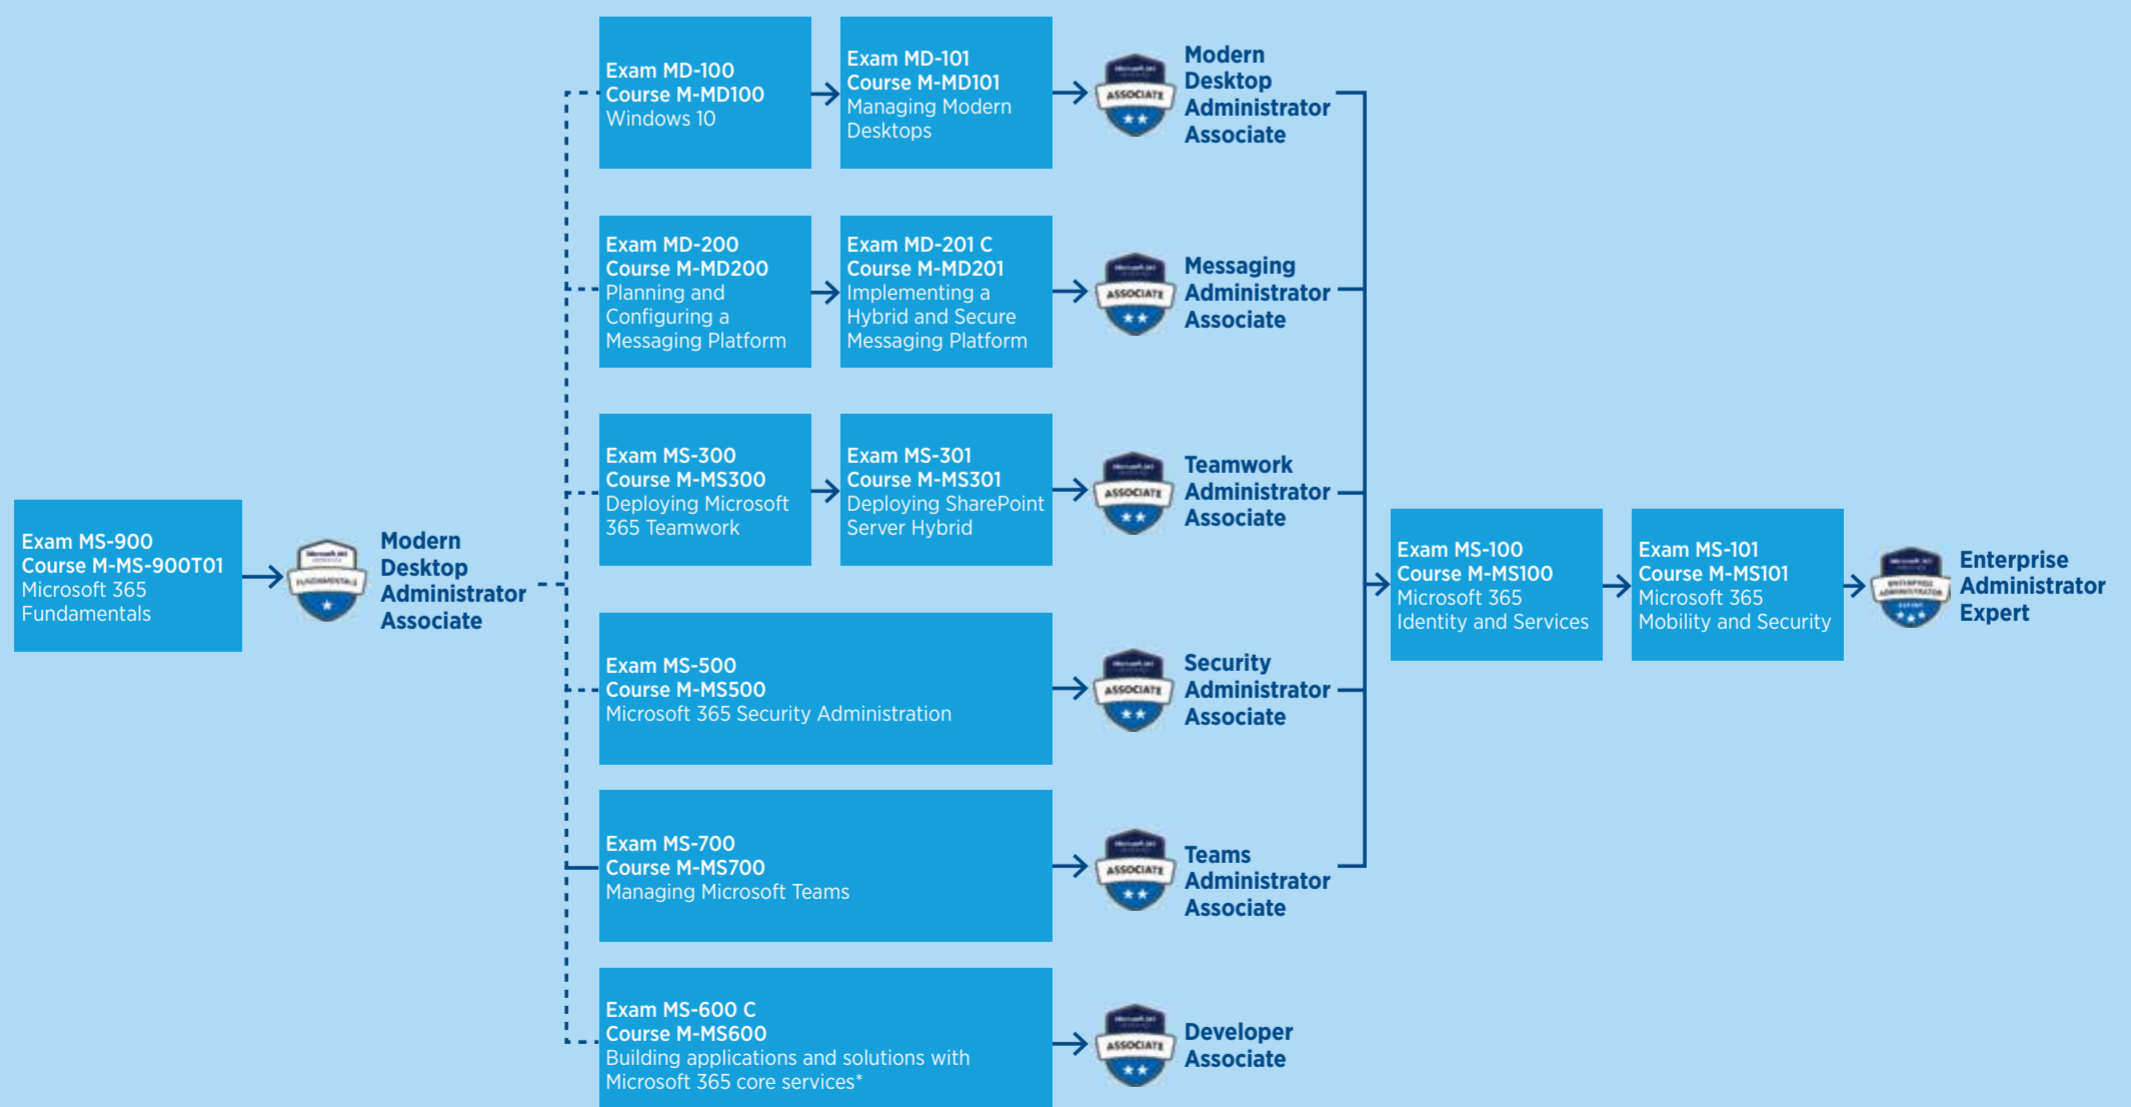 Exam MD-100
Course M-MD100
Windows 10
Exam MD-101
Course M-MD101
Managing Modern
Desktops
ASSOCIATE
Modern
Desktop
Administrator
Associate
Exam MD-200
Course M-MD200
Planning and
Configuring a
Messaging Platform
Exam MD-201 C
Course M-MD201
Implementing a
Hybrid and Secure
Messaging Platform
ASSOCIATE
Messaging
Administrator
Associate
Exam MS-300
Course M-MS300
Deploying Microsoft
365 Teamwork
Exam MS-301
Course M-MS301
Deploying SharePoint
Server Hybrid
ASSOCIATE
Teamwork
Administrator
Associate
Exam MS-900
Course M-MS-900T01
Microsoft 365
Fundamentals
FUNDAMENTALS
Modern
Desktop
Administrator
Associate
Exam MS-500
Course M-MS500
Microsoft 365 Security Administration
ASSOCIATE
Security
Administrator
Associate
Exam MS-700
Course M-MS700
Managing Microsoft Teams
ASSOCIATE
Teams
Administrator
Associate
Exam MS-600 C
Course M-MS600
Building applications and solutions with
Microsoft 365 core services*
ASSOCIATE
Developer
Associate
Exam MS-100
Course M-MS100
Microsoft 365
Identity and Services
Exam MS-101
Course M-MS101
Microsoft 365
Mobility and Security
ENTERPRISE
ADMINISTRATOR
EXPERT
Enterprise
Administrator
Expert